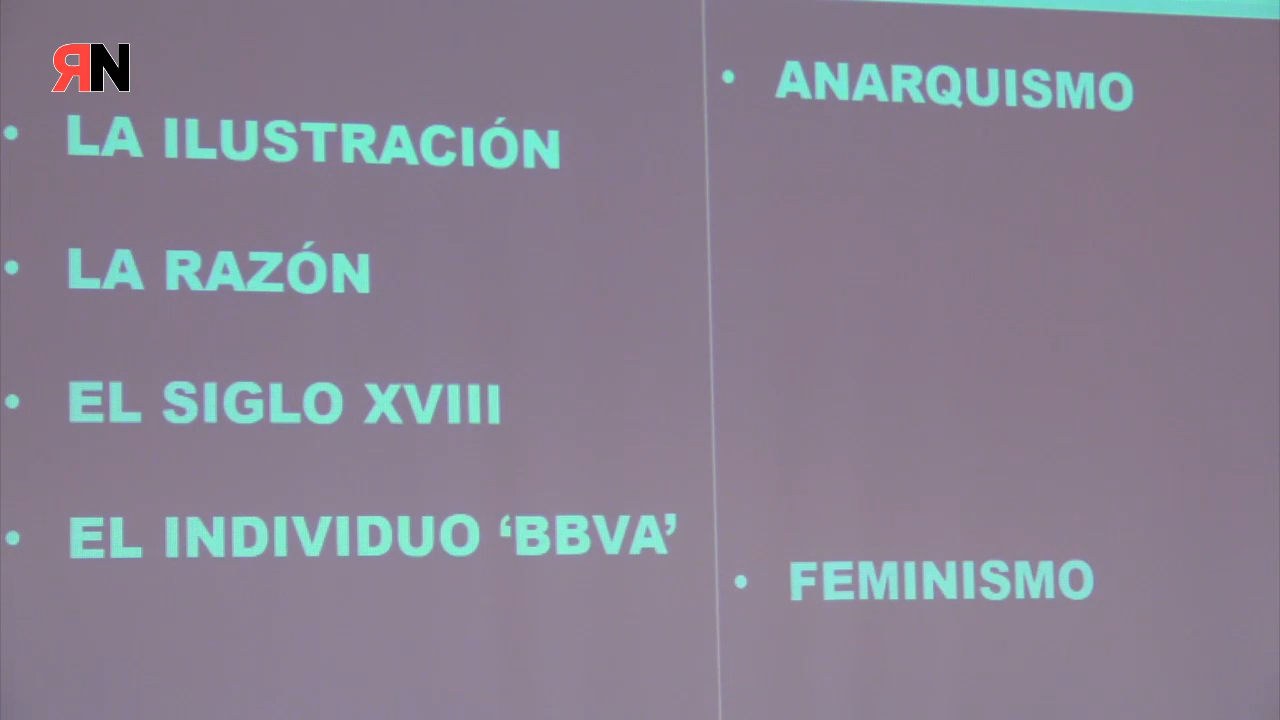 ЯN
LA ILUSTRACIÓN
LA RAZÓN
EL SIGLO XVIII
EL INDIVIDUO ‘BBVA’
ANARQUISMO
FEMINISMO